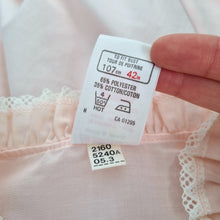 TO FIT BUST
TOUR DE POITRINE
107cm 42in
65% POLYESTER
35% COTTON/COTON
4
HOT
CA 01299
2160
5240A
05.3